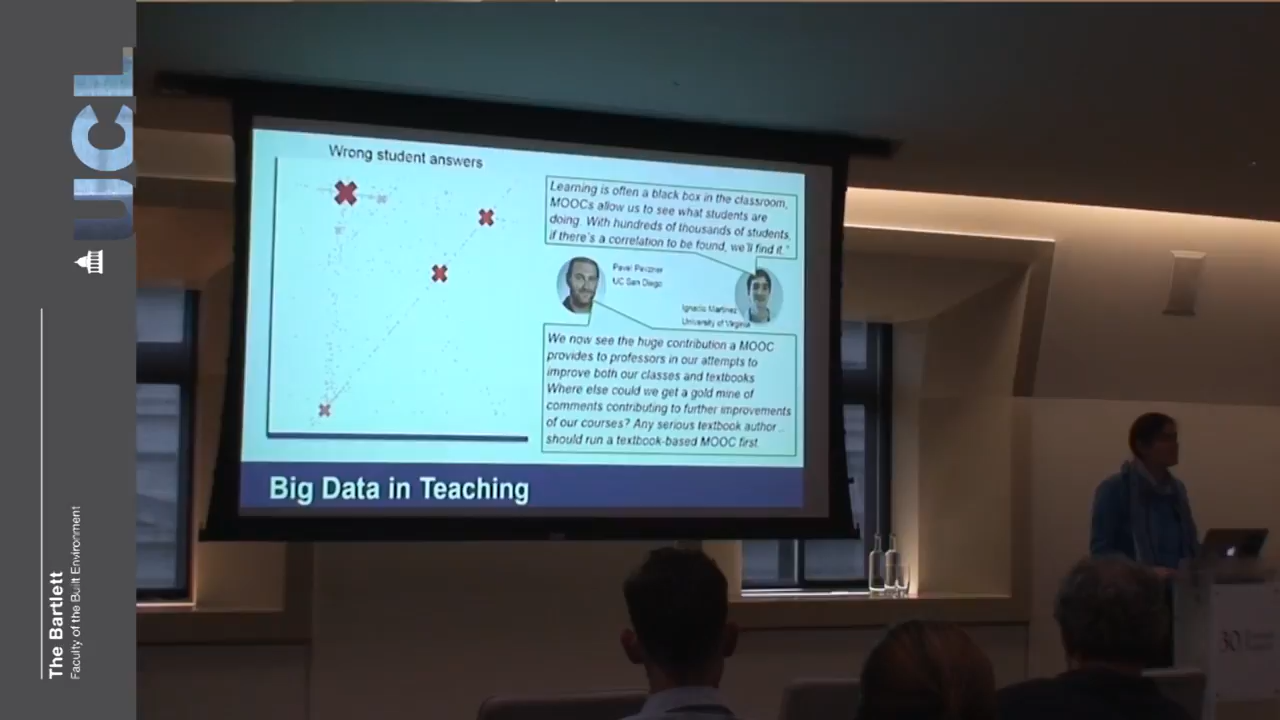 UCL
The Bartlett
Faculty of the Built Environment
Wrong student answers
Learning is often a black box in the classroom,
MOOCs allow us to see what students are
doing. With hundreds of thousands of students,
if there's a correlation to be found, we'll find it."
Pavel Pevzner
UC San Diego
Ignacio Martinez
University of Virginia
We now see the huge contribution a MOOC
provides to professors in our attempts to
improve both our classes and textbooks
Where else could we get a gold mine of
comments contributing to further improvements
of our courses? Any serious textbook author...
should run a textbook-based MOOC first.
Big Data in Teaching
30